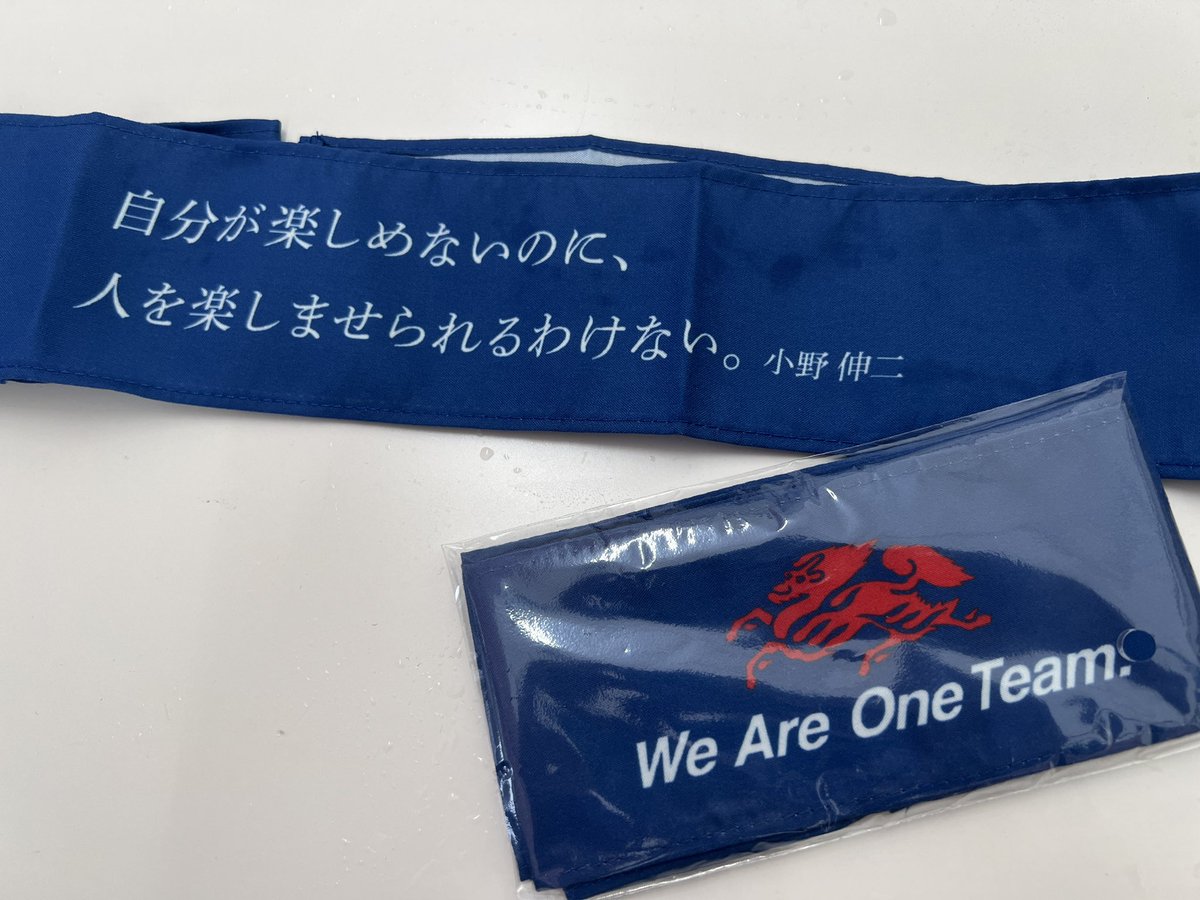 自分が楽しめないのに、
人を楽しませられるわけない。小野 伸二
We Are One Team.